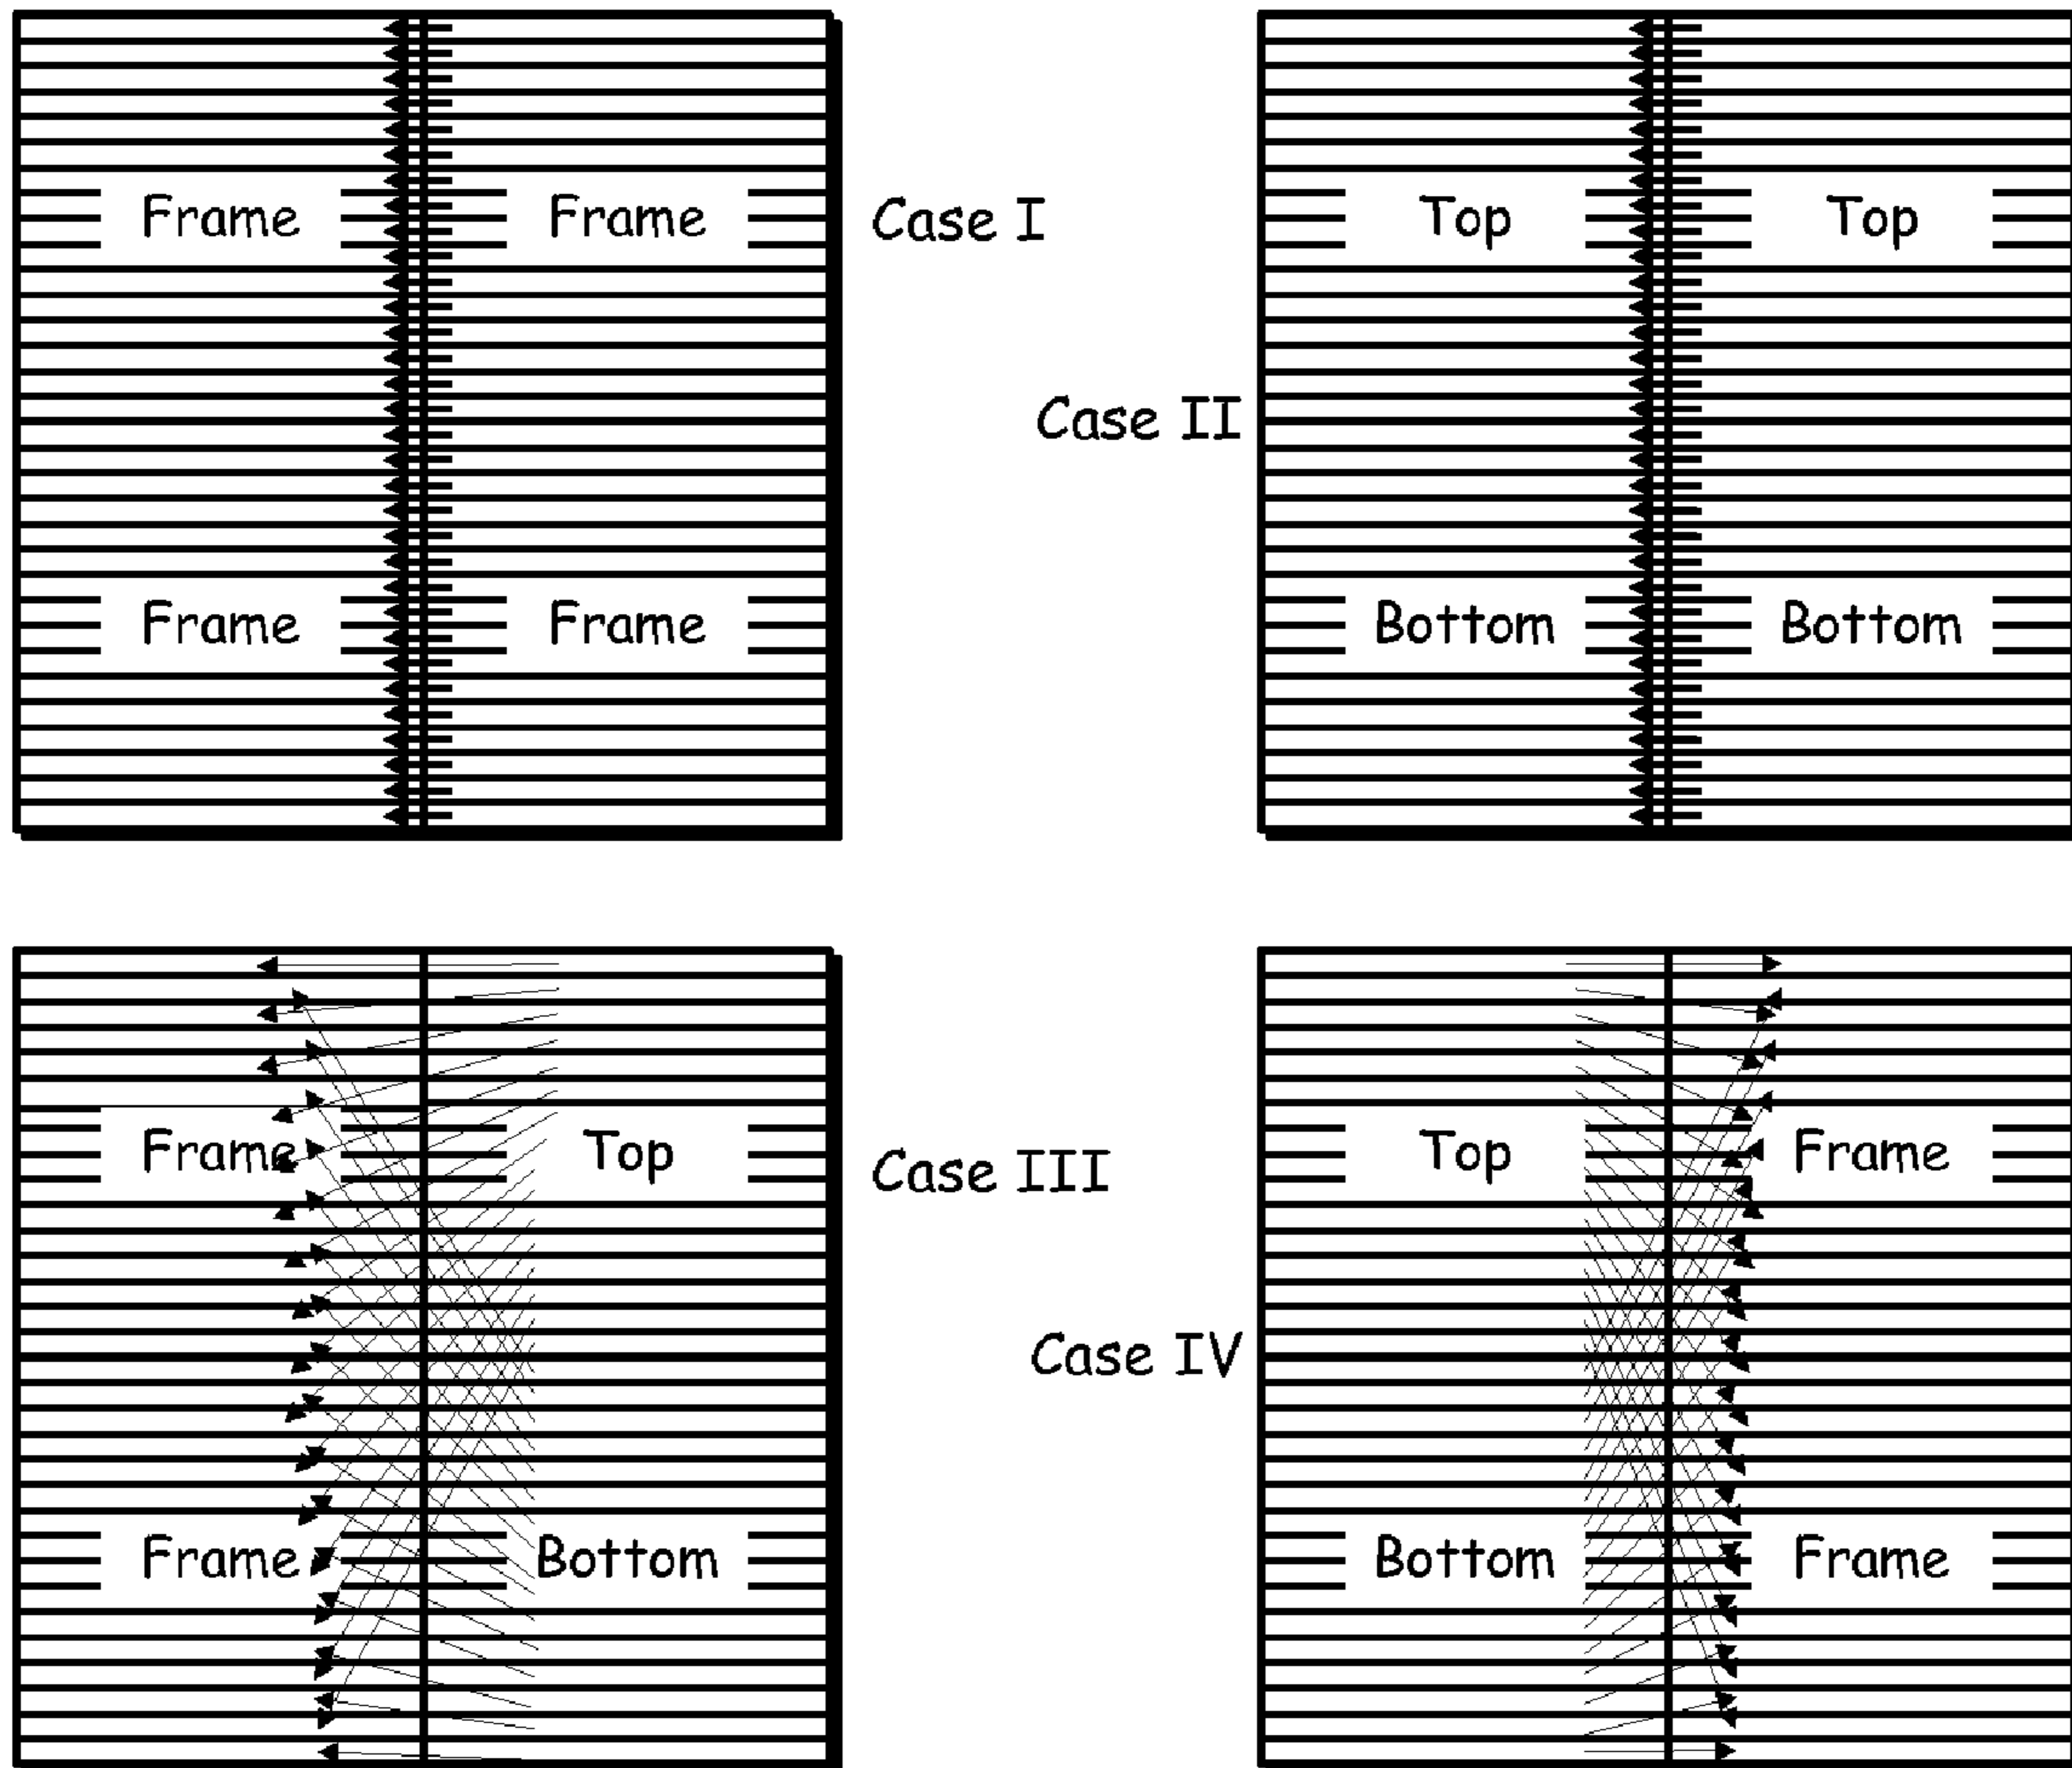 Frame Frame
Case I
Top Top
Case II
Frame Frame
Bottom Bottom
Frame Top
Case III
Top Frame
Case IV
Frame Bottom
Bottom Frame